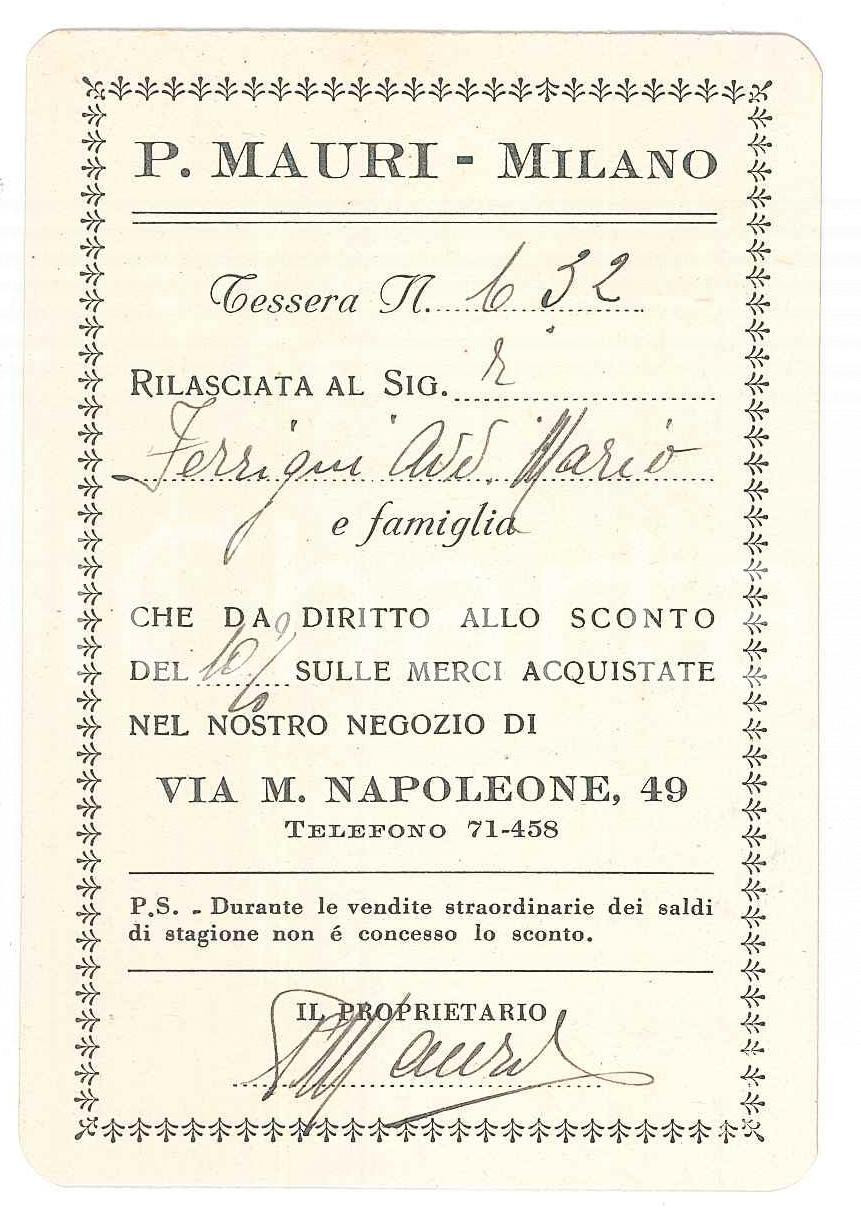 P. MAURI - MILANO
Tessera N. 632
RILASCIATA AL SIG. r
Ferrigni Avv. Mario
e famiglia
CHE DA DIRITTO ALLO SCONTO
DEL 10% SULLE MERCI ACQUISTATE
NEL NOSTRO NEGOZIO DI
VIA M. NAPOLEONE, 49
TELEFONO 71-458
P.S. - Durante le vendite straordinarie dei saldi
di stagione non é concesso lo sconto.
IL PROPRIETARIO
PMauri